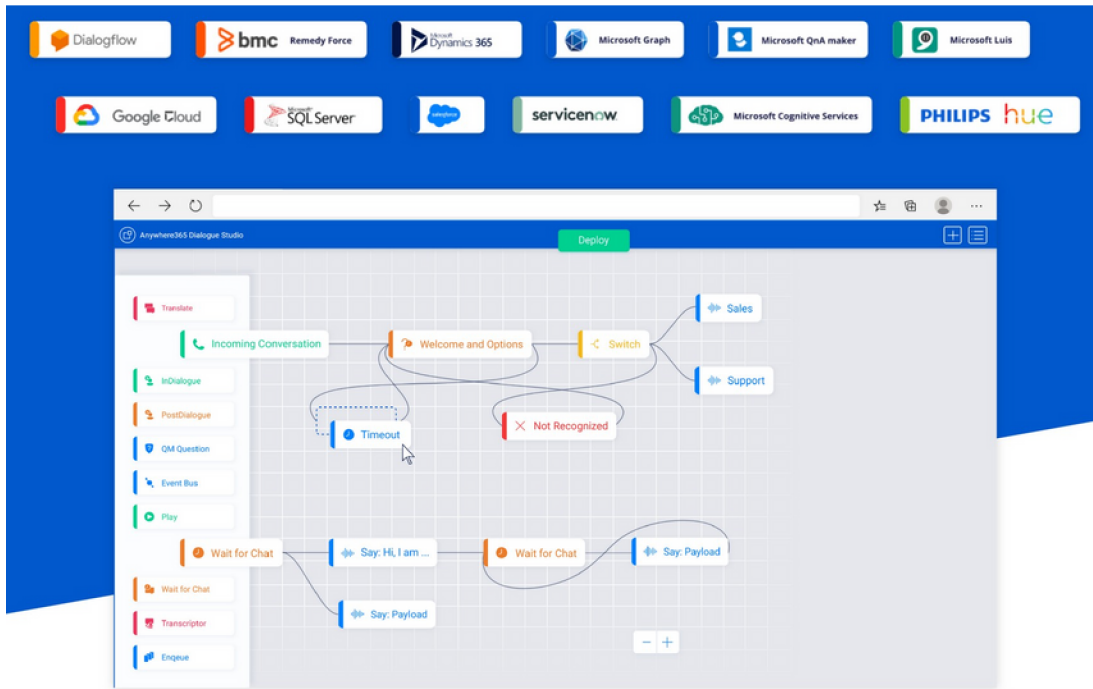 Dialogflow
bmc Remedy Force
Microsoft Dynamics 365
Microsoft Graph
Microsoft QnA maker
Microsoft Luis
Google Cloud
Microsoft SQL Server
salesforce
servicenow.
Microsoft Cognitive Services
PHILIPS hue
Anywhere365 Dialogue Studio
Deploy
Translate
Incoming Conversation
Welcome and Options
Switch
Sales
Support
InDialogue
PostDialogue
Timeout
Not Recognized
QM Question
Event Bus
Play
Wait for Chat
Say: Hi, I am ...
Wait for Chat
Say: Payload
Wait for Chat
Say: Payload
Transcriptor
Enqeue